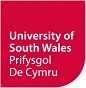 University of
South Wales
Prifysgol
De Cymru